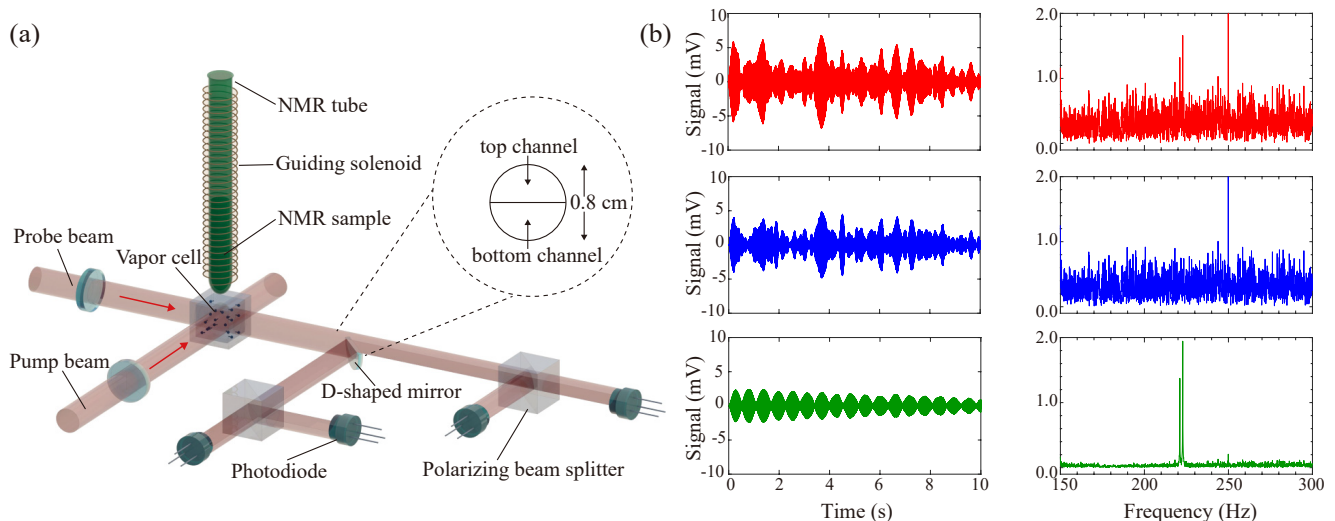 (a)
NMR tube
Guiding solenoid
NMR sample
Probe beam
Vapor cell
Pump beam
top channel
0.8 cm
bottom channel
D-shaped mirror
Photodiode
Polarizing beam splitter
(b)
Signal (mV)
10
5
0
-5
-10
2.0
1.0
0.0
Signal (mV)
10
5
0
-5
-10
2.0
1.0
0.0
Signal (mV)
10
5
0
-5
-10
0 2 4 6 8 10
Time (s)
2.0
1.0
0.0
150 200 250 300
Frequency (Hz)